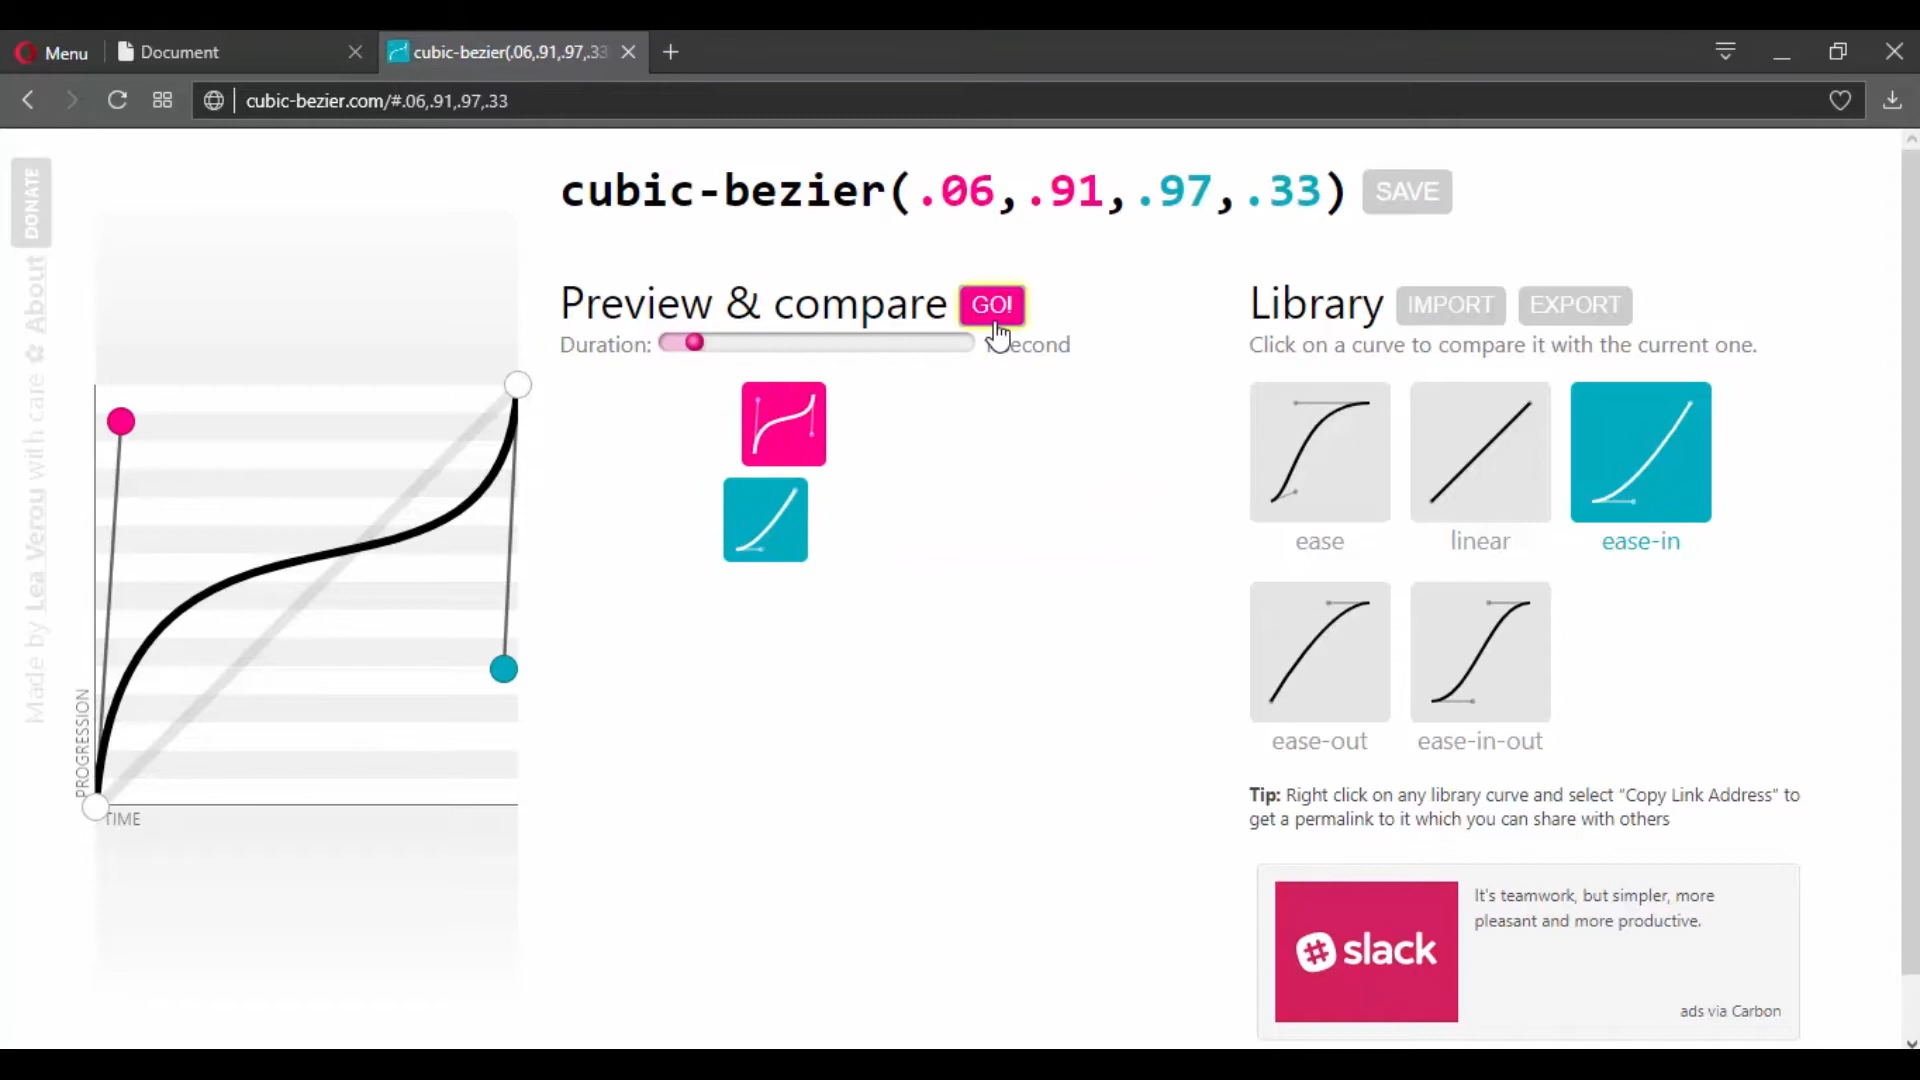 Menu
Document
cubic-bezier(.06,.91,.97,.33
cubic-bezier.com/#.06,.91,.97,.33
DONATE
Made by Lea Verou with care ✿ About
cubic-bezier(.06,.91,.97,.33)
SAVE
Preview & compare
GO!
Duration:
second
PROGRESSION
TIME
Library
IMPORT
EXPORT
Click on a curve to compare it with the current one.
ease
linear
ease-in
ease-out
ease-in-out
Tip: Right click on any library curve and select “Copy Link Address” to
get a permalink to it which you can share with others
slack
It's teamwork, but simpler, more
pleasant and more productive.
ads via Carbon